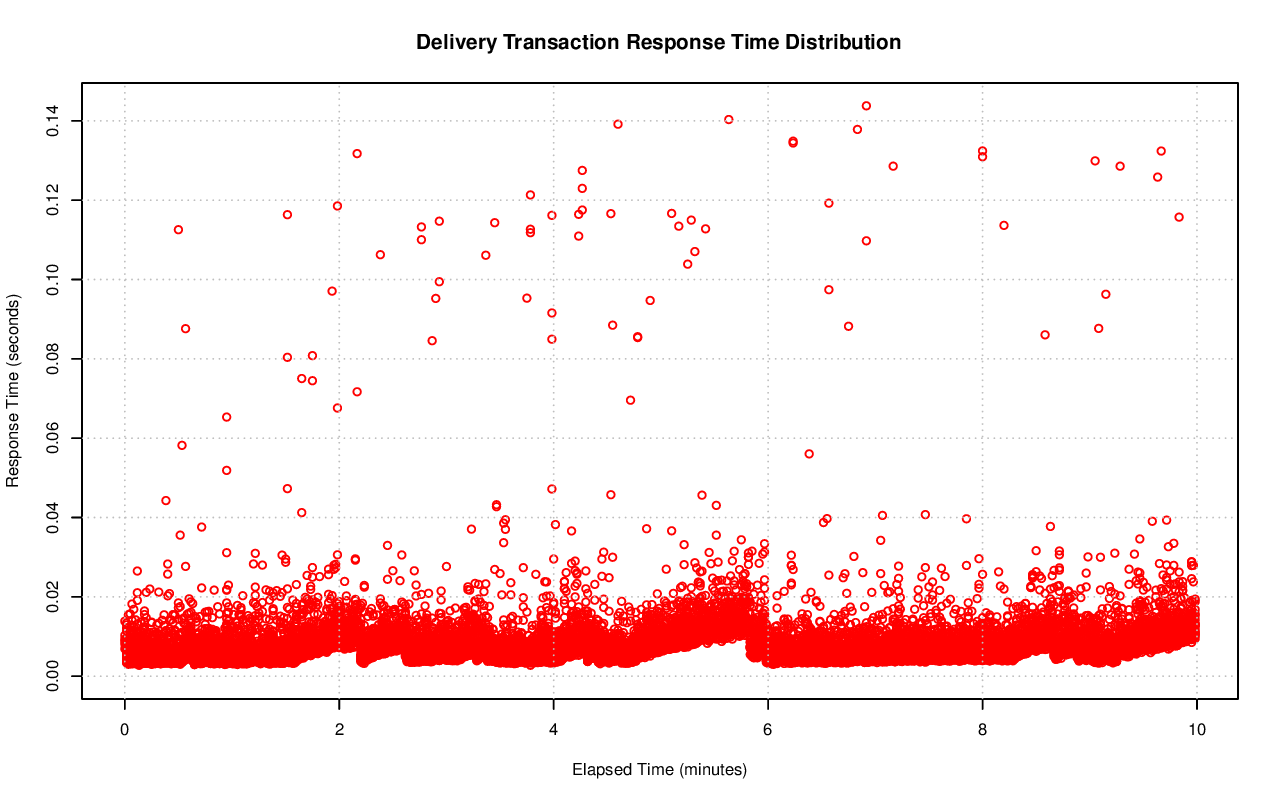 Delivery Transaction Response Time Distribution
Response Time (seconds)
0.14
0.12
0.10
0.08
0.06
0.04
0.02
0.00
0 2 4 6 8 10
Elapsed Time (minutes)